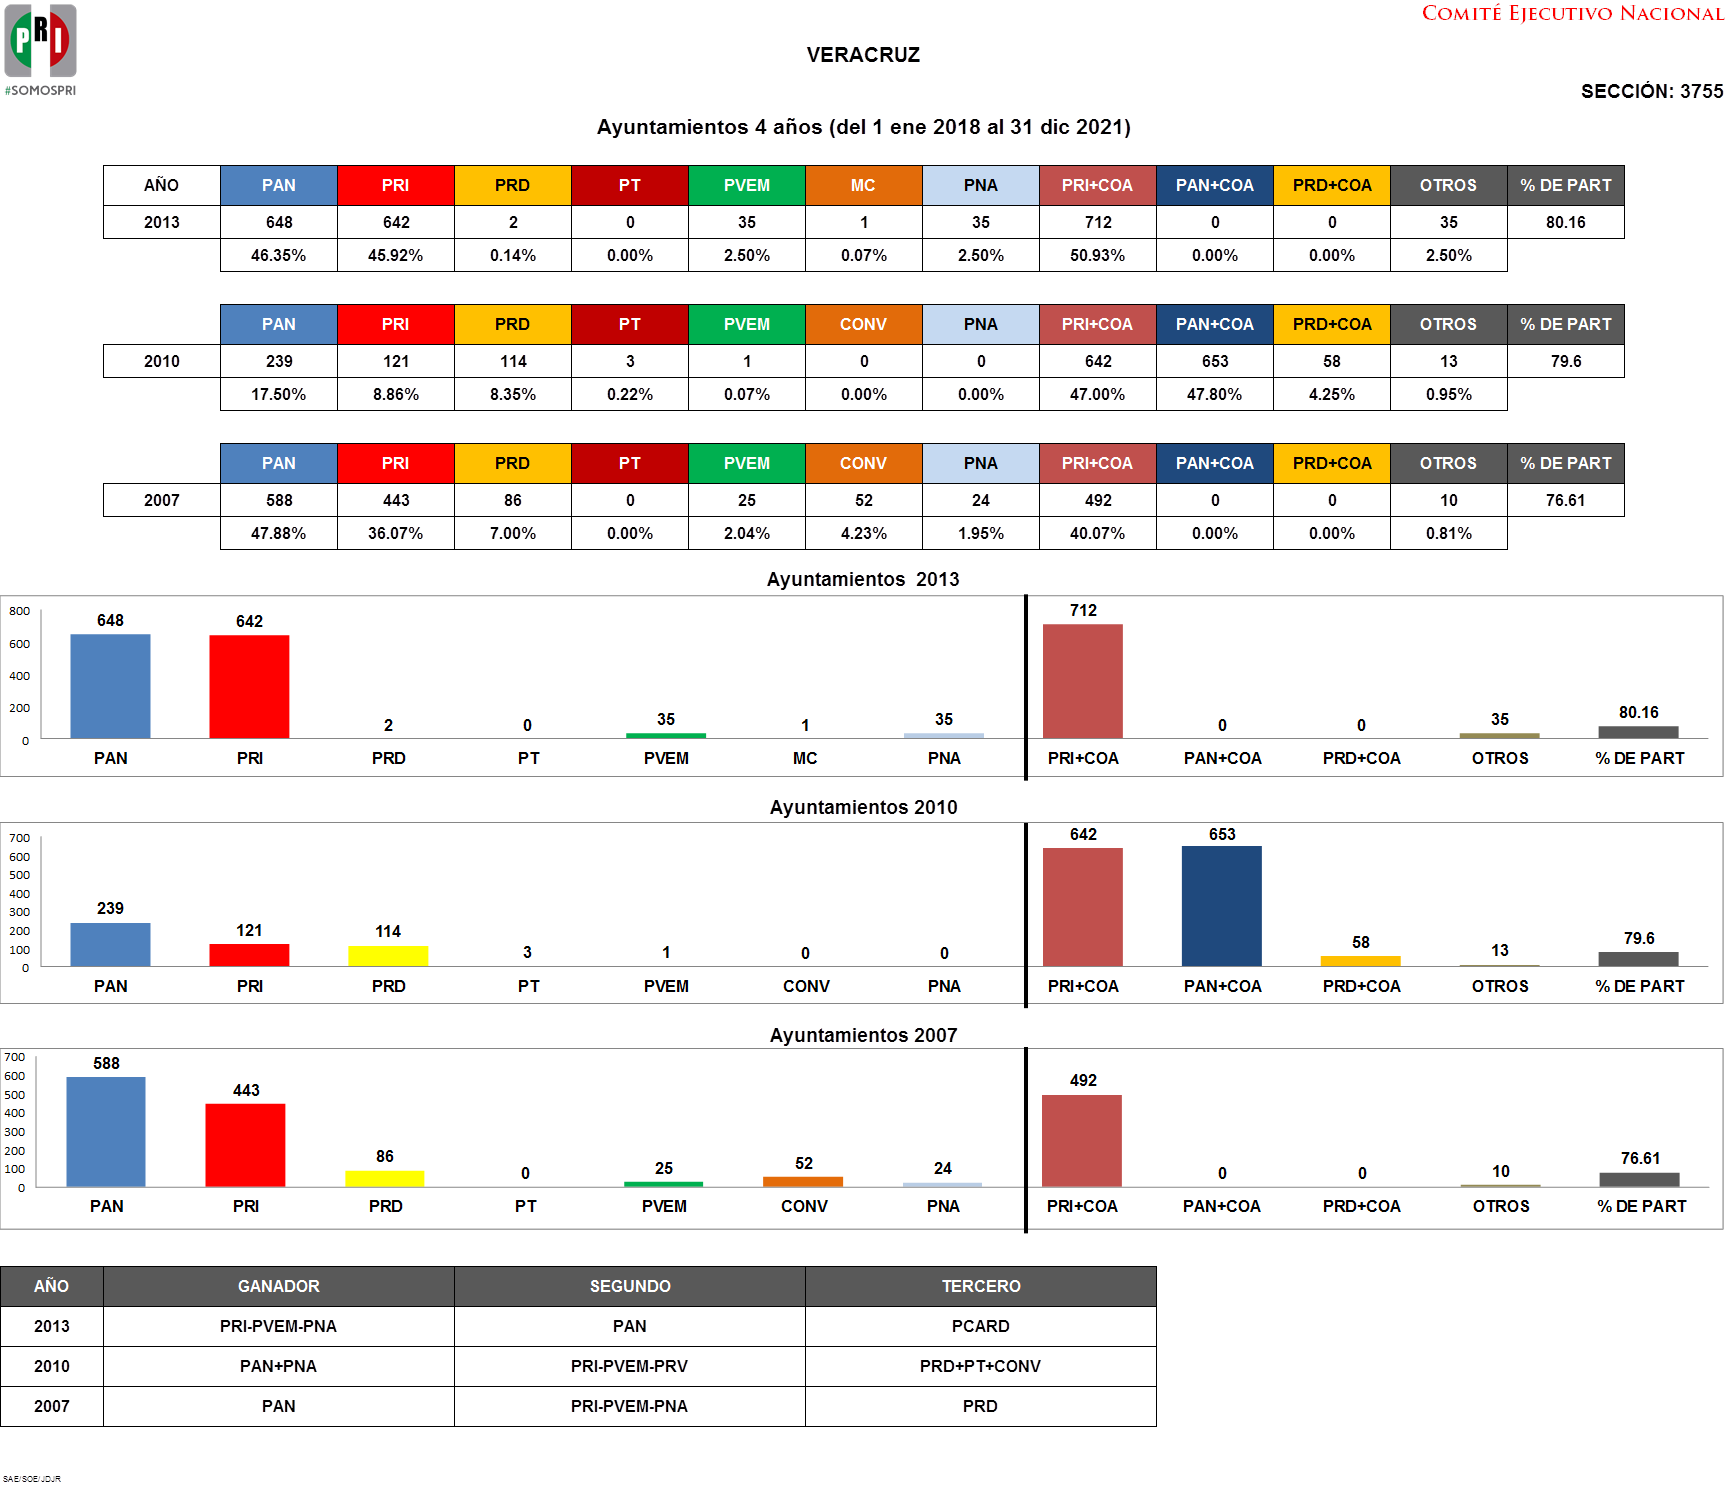 PRI
#SOMOSPRI
COMITÉ EJECUTIVO NACIONAL
VERACRUZ
SECCIÓN: 3755
Ayuntamientos 4 años (del 1 ene 2018 al 31 dic 2021)
AÑO PAN PRI PRD PT PVEM MC PNA PRI+COA PAN+COA PRD+COA OTROS % DE PART
2013 648 642 2 0 35 1 35 712 0 0 35 80.16
46.35% 45.92% 0.14% 0.00% 2.50% 0.07% 2.50% 50.93% 0.00% 0.00% 2.50%
PAN PRI PRD PT PVEM CONV PNA PRI+COA PAN+COA PRD+COA OTROS % DE PART
2010 239 121 114 3 1 0 0 642 653 58 13 79.6
17.50% 8.86% 8.35% 0.22% 0.07% 0.00% 0.00% 47.00% 47.80% 4.25% 0.95%
PAN PRI PRD PT PVEM CONV PNA PRI+COA PAN+COA PRD+COA OTROS % DE PART
2007 588 443 86 0 25 52 24 492 0 0 10 76.61
47.88% 36.07% 7.00% 0.00% 2.04% 4.23% 1.95% 40.07% 0.00% 0.00% 0.81%
Ayuntamientos 2013
800
600
400
200
0
648 642 2 0 35 1 35 712 0 0 35 80.16
PAN PRI PRD PT PVEM MC PNA PRI+COA PAN+COA PRD+COA OTROS % DE PART
Ayuntamientos 2010
700
600
500
400
300
200
100
0
239 121 114 3 1 0 0 642 653 58 13 79.6
PAN PRI PRD PT PVEM CONV PNA PRI+COA PAN+COA PRD+COA OTROS % DE PART
Ayuntamientos 2007
700
600
500
400
300
200
100
0
588 443 86 0 25 52 24 492 0 0 10 76.61
PAN PRI PRD PT PVEM CONV PNA PRI+COA PAN+COA PRD+COA OTROS % DE PART
AÑO GANADOR SEGUNDO TERCERO
2013 PRI-PVEM-PNA PAN PCARD
2010 PAN+PNA PRI-PVEM-PRV PRD+PT+CONV
2007 PAN PRI-PVEM-PNA PRD
SAE/SOE/JDJR